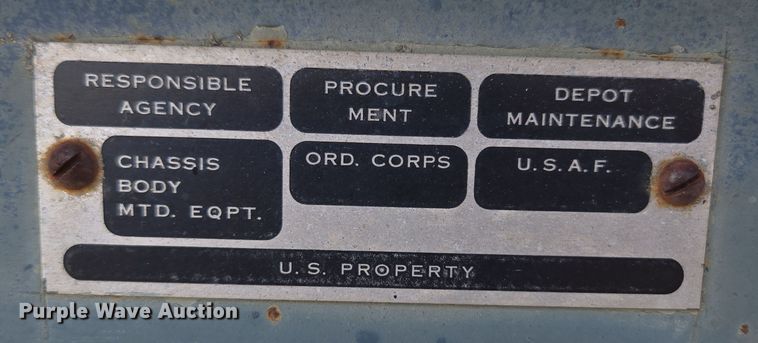 RESPONSIBLE
AGENCY
PROCURE
MENT
DEPOT
MAINTENANCE
CHASSIS
BODY
MTD. EQPT.
ORD. CORPS
U.S.A.F.
U.S. PROPERTY
Purple Wave Auction